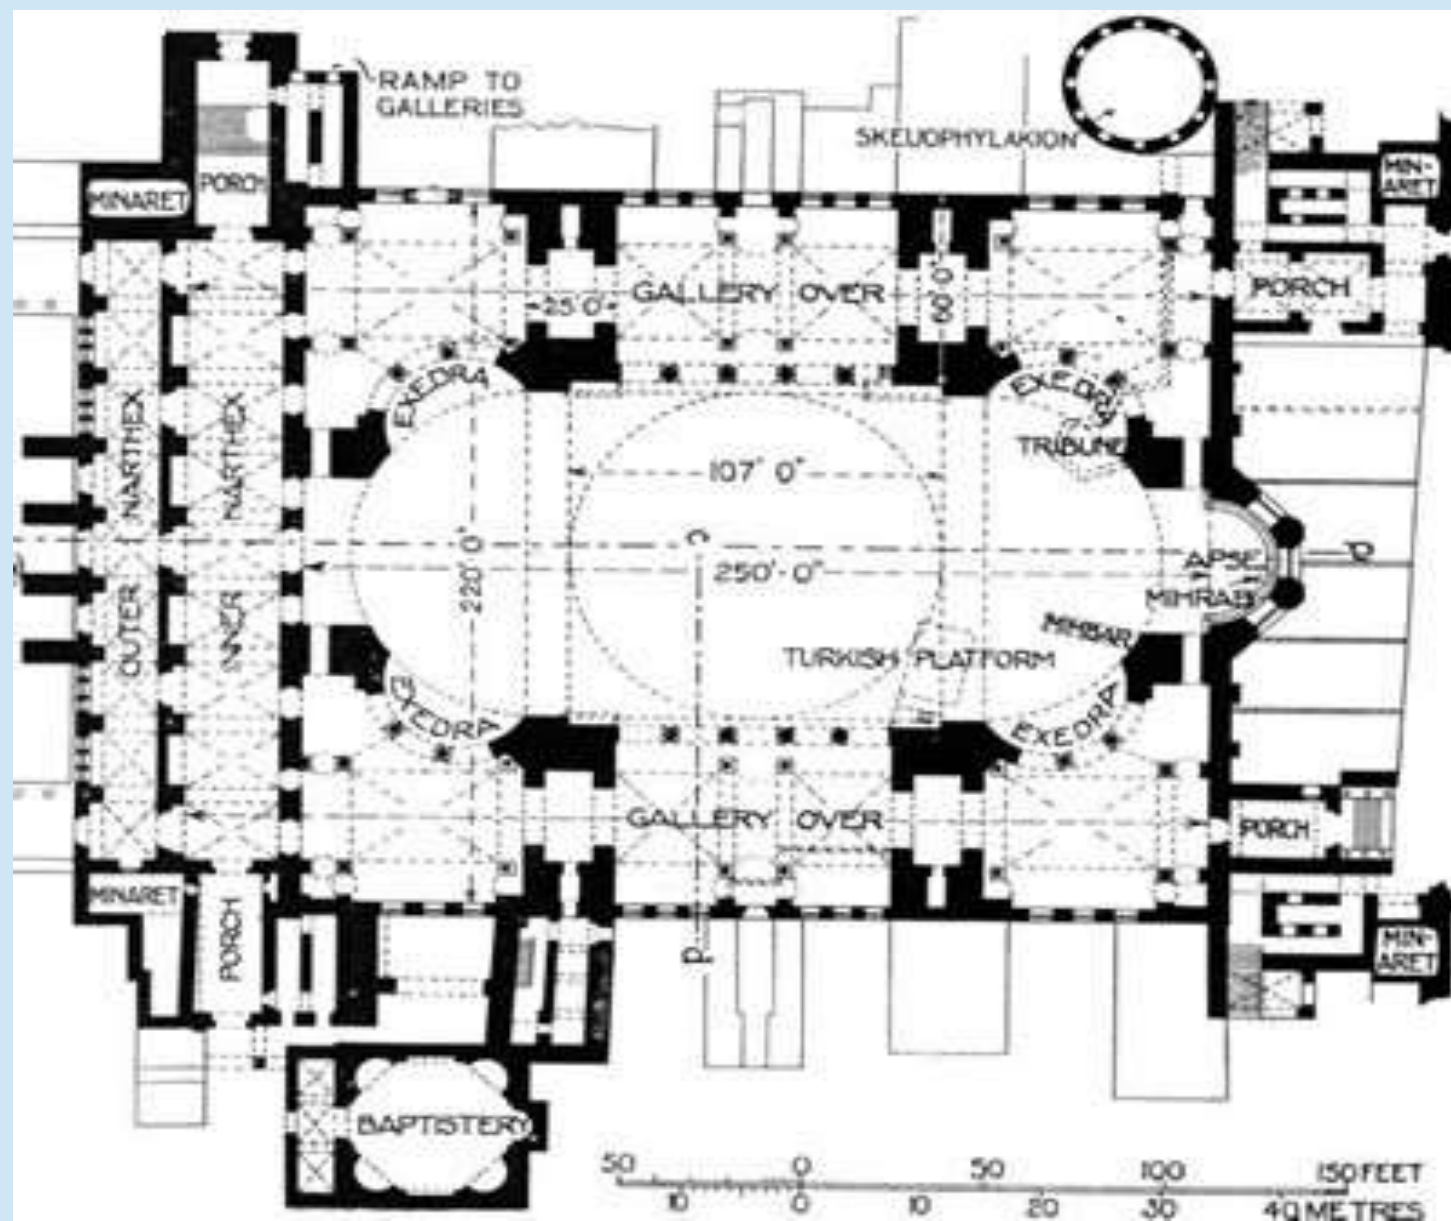 RAMP TO
GALLERIES
SKEUOPHYLAKION
MINARET
PORCH
MIN-
ARET
PORCH
GALLERY OVER
25'0"
60'0"
EXEDRA
EXEDRA
TRIBUNE
OUTER NARTHEX
INNER NARTHEX
107' 0"
220' 0"
250'-0"
c
d
APSE
MIHRAB
MIMBAR
TURKISH PLATFORM
EXEDRA
EXEDRA
GALLERY OVER
PORCH
MINARET
PORCH
d
MIN-
ARET
BAPTISTERY
50 0 50 100 150 FEET
10 0 10 20 30 40 METRES